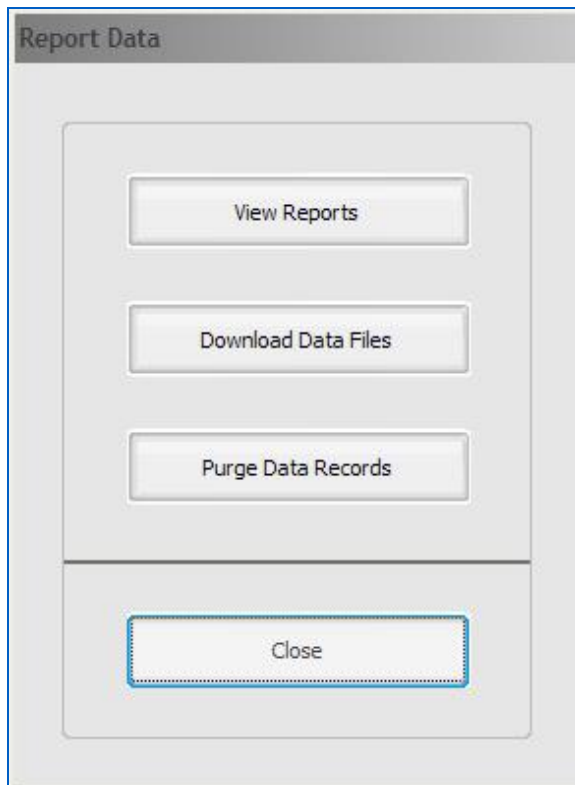 Report Data
View Reports
Download Data Files
Purge Data Records
Close